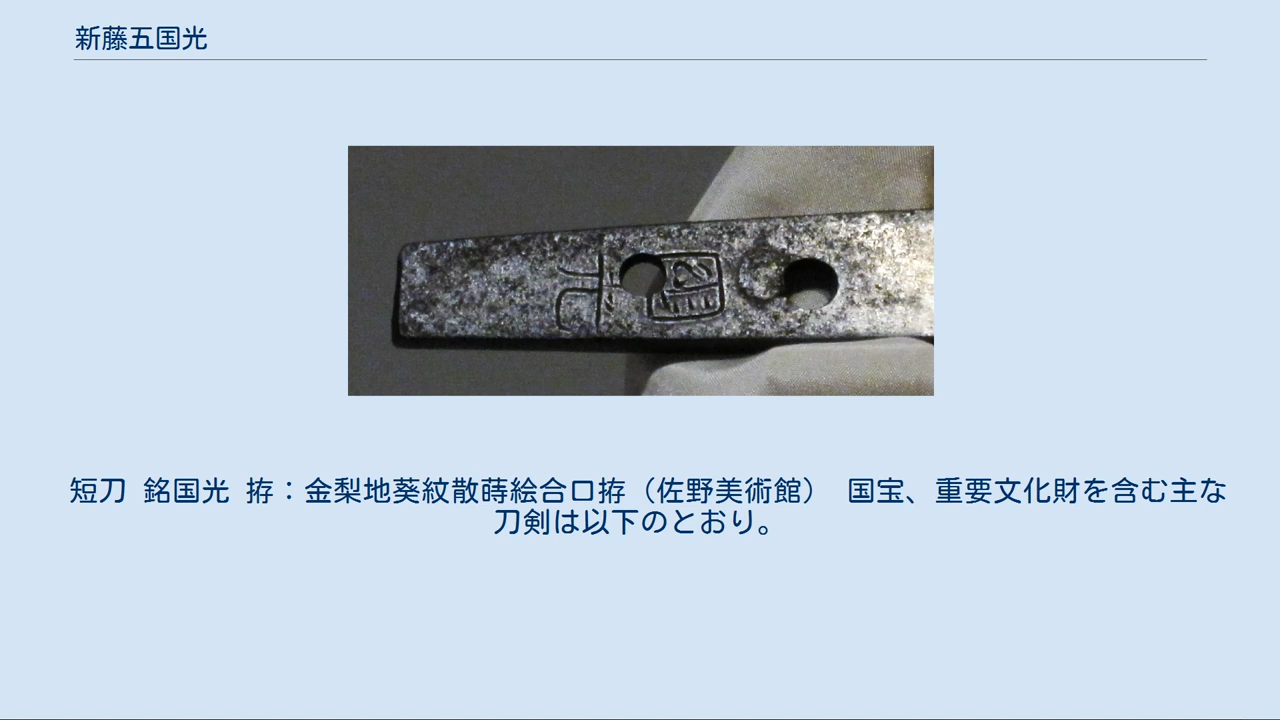 新藤五国光
国光
短刀 銘国光 拵：金梨地葵紋散蒔絵合口拵（佐野美術館） 国宝、重要文化財を含む主な
刀剣は以下のとおり。